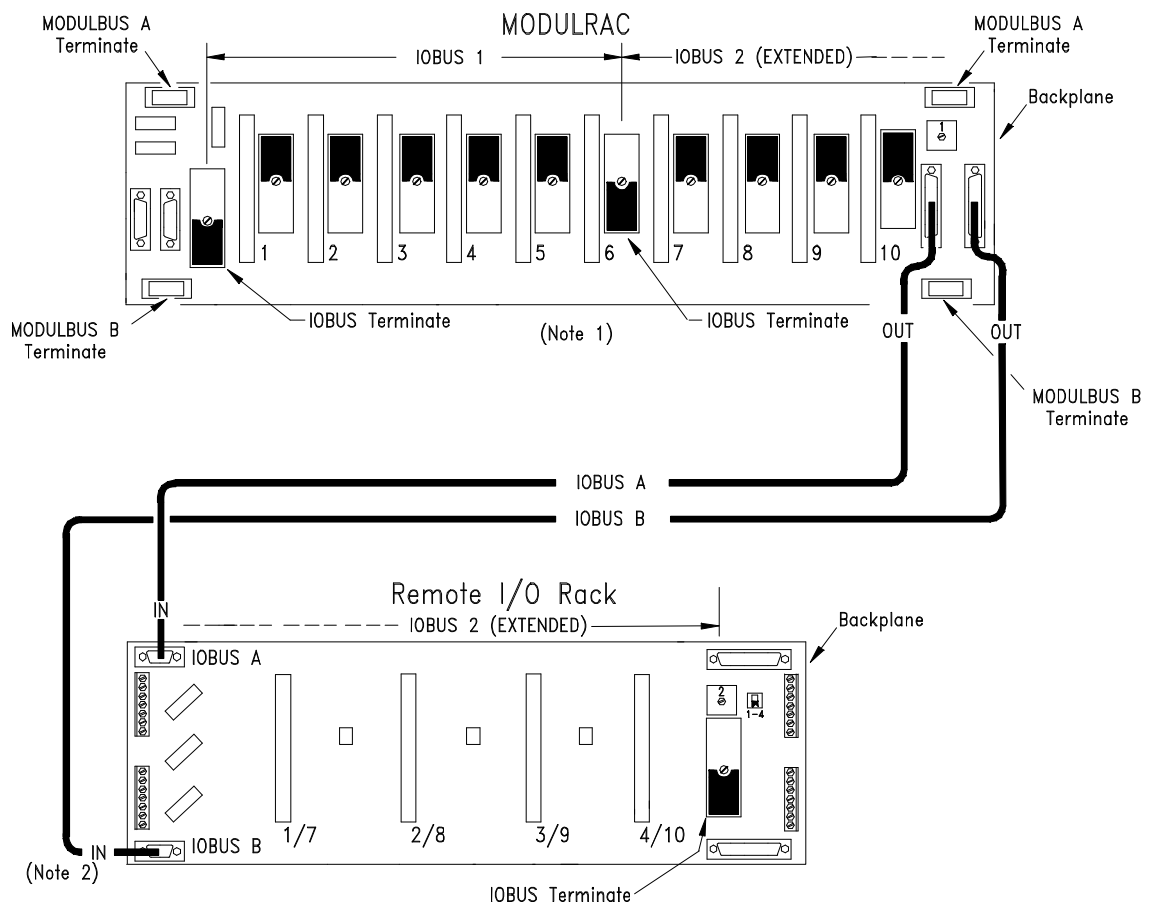 MODULRAC
MODULBUS A
Terminate
IOBUS 1
IOBUS 2 (EXTENDED)
MODULBUS A
Terminate
Backplane
1
1
2
3
4
5
6
7
8
9
10
MODULBUS B
Terminate
IOBUS Terminate
(Note 1)
IOBUS Terminate
OUT
OUT
MODULBUS B
Terminate
IOBUS A
IOBUS B
Remote I/O Rack
IN
IOBUS 2 (EXTENDED)
Backplane
IOBUS A
2
1-4
1/7
2/8
3/9
4/10
IOBUS B
IN
(Note 2)
IOBUS Terminate